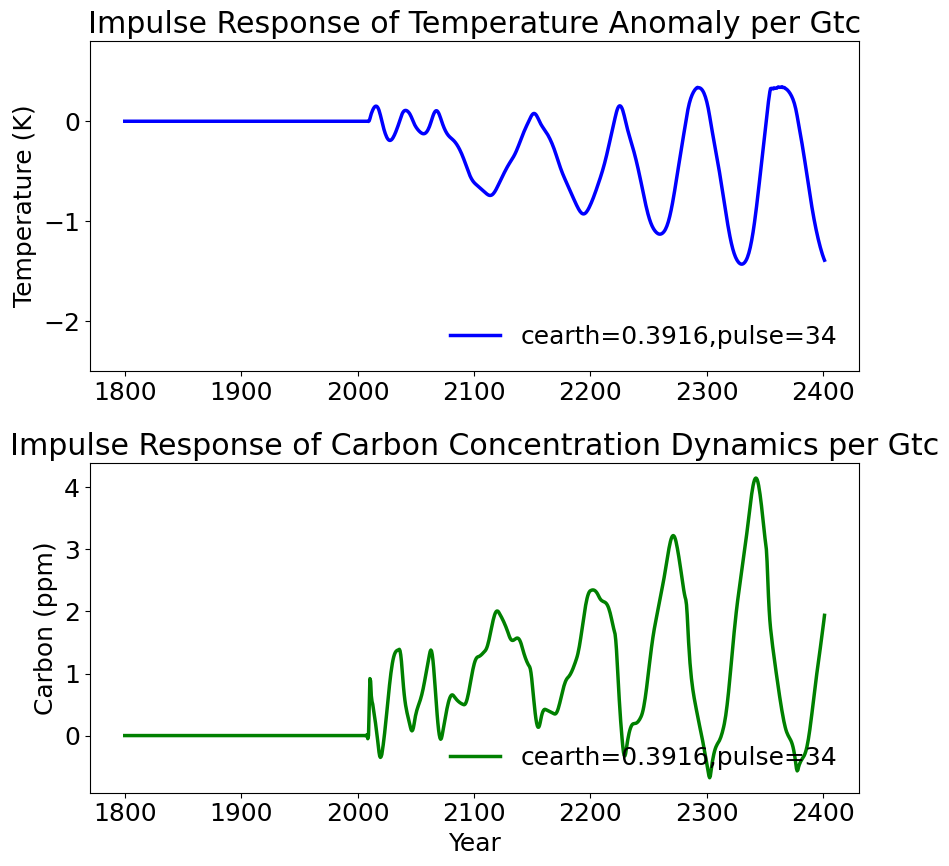 Impulse Response of Temperature Anomaly per Gtc
Temperature (K)
0
−1
−2
cearth=0.3916,pulse=34
1800 1900 2000 2100 2200 2300 2400
Impulse Response of Carbon Concentration Dynamics per Gtc
Carbon (ppm)
4
3
2
1
0
cearth=0.3916,pulse=34
1800 1900 2000 2100 2200 2300 2400
Year